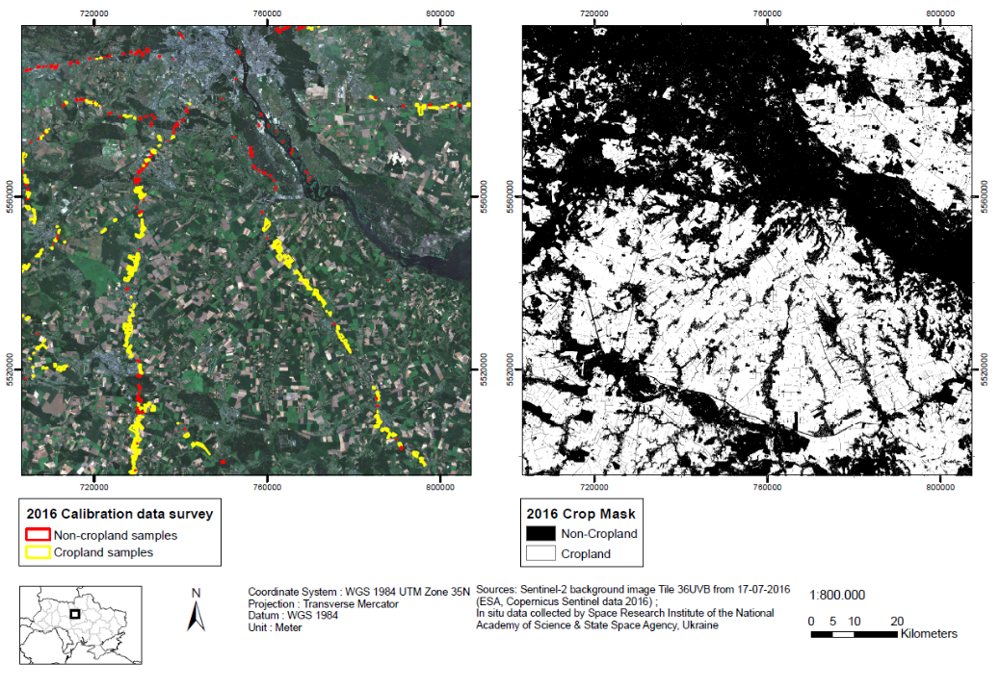 720000 760000 800000
720000 760000 800000
5560000 5560000
5560000 5560000
5520000 5520000
5520000 5520000
720000 760000 800000
720000 760000 800000
2016 Calibration data survey
Non-cropland samples
Cropland samples
2016 Crop Mask
Non-Cropland
Cropland
N
Coordinate System : WGS 1984 UTM Zone 35N
Projection : Transverse Mercator
Datum : WGS 1984
Unit : Meter
Sources: Sentinel-2 background image Tile 36UVB from 17-07-2016
(ESA, Copernicus Sentinel data 2016) ;
In situ data collected by Space Research Institute of the National
Academy of Science & State Space Agency, Ukraine
1:800.000
0 5 10 20
Kilometers